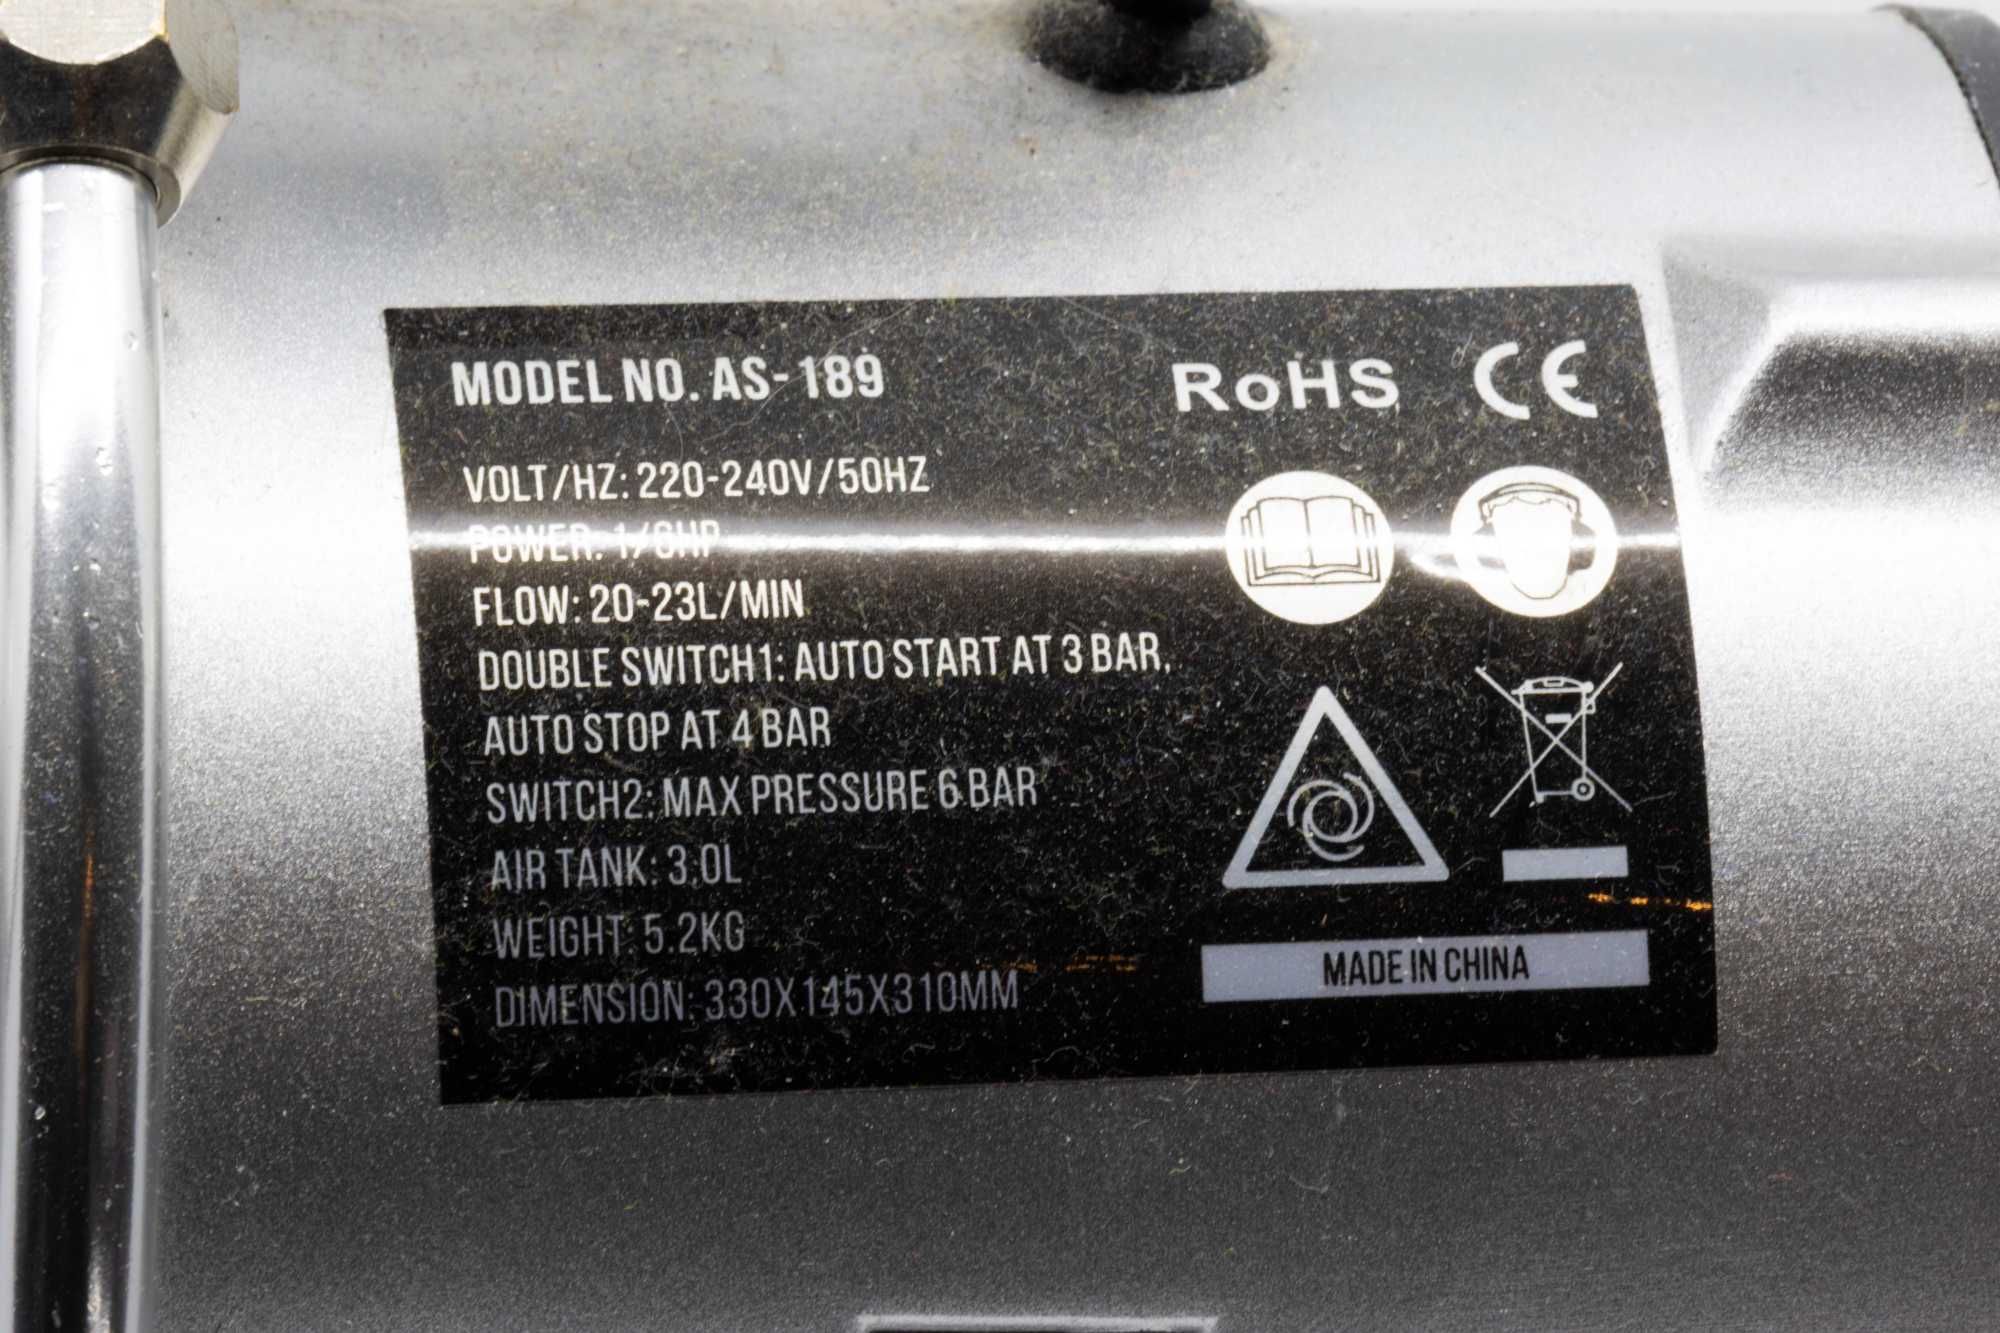 MODEL NO. AS-189
RoHS CE
VOLT/HZ: 220-240V/50HZ
POWER: 1/6HP
FLOW: 20-23L/MIN
DOUBLE SWITCH1: AUTO START AT 3 BAR,
AUTO STOP AT 4 BAR
SWITCH2: MAX PRESSURE 6 BAR
AIR TANK: 3.0L
WEIGHT: 5.2KG
DIMENSION: 330X145X310MM
MADE IN CHINA